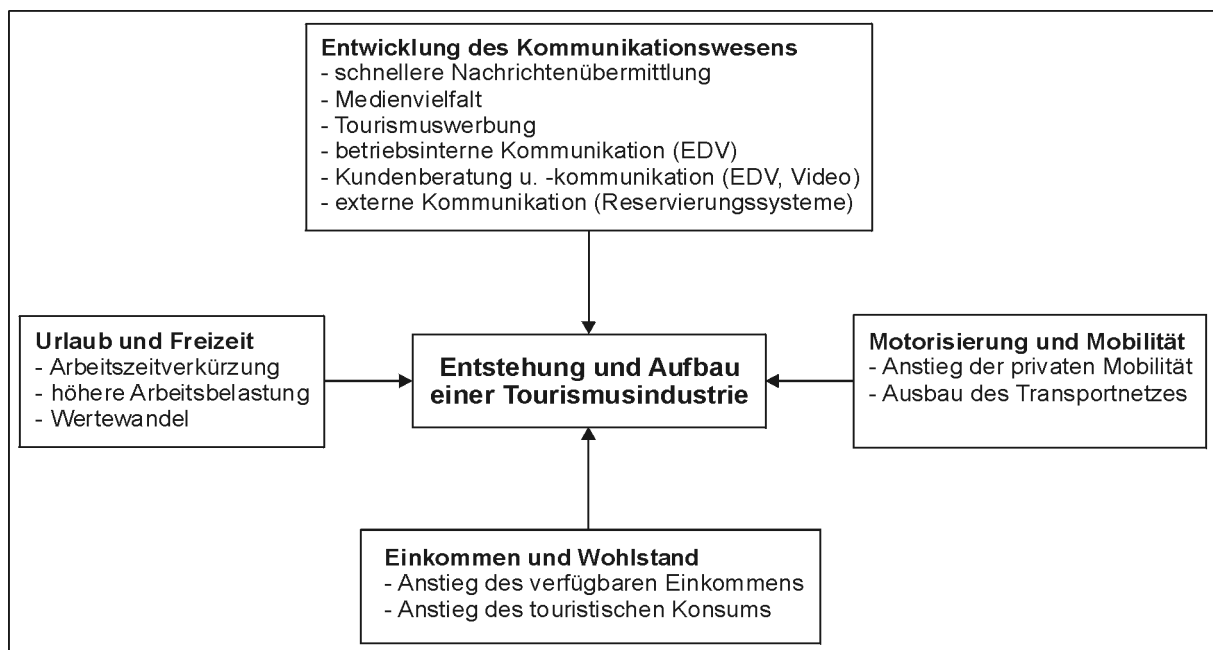 Entwicklung des Kommunikationswesens
- schnellere Nachrichtenübermittlung
- Medienvielfalt
- Tourismuswerbung
- betriebsinterne Kommunikation (EDV)
- Kundenberatung u. -kommunikation (EDV, Video)
- externe Kommunikation (Reservierungssysteme)
Urlaub und Freizeit
- Arbeitszeitverkürzung
- höhere Arbeitsbelastung
- Wertewandel
Entstehung und Aufbau
einer Tourismusindustrie
Motorisierung und Mobilität
- Anstieg der privaten Mobilität
- Ausbau des Transportnetzes
Einkommen und Wohlstand
- Anstieg des verfügbaren Einkommens
- Anstieg des touristischen Konsums